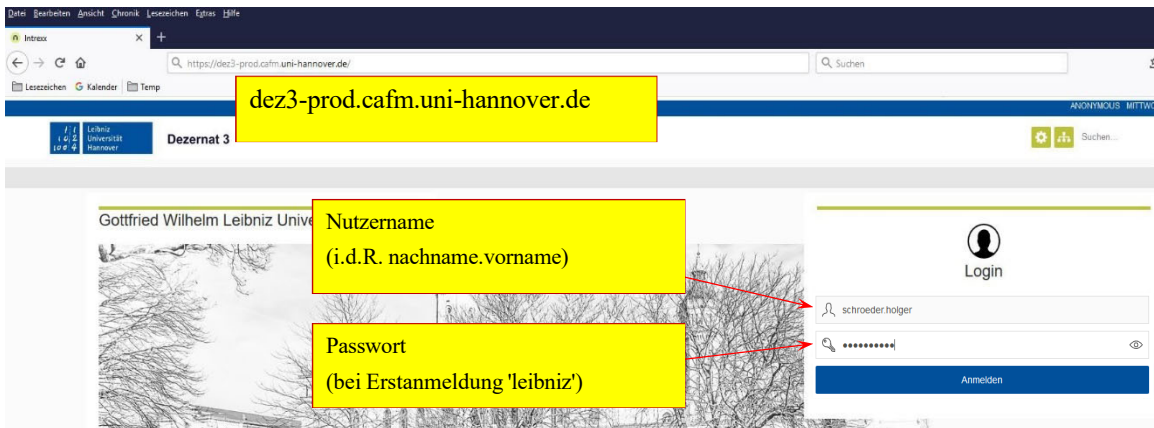 Datei Bearbeiten Ansicht Chronik Lesezeichen Extras Hilfe
Intrexx
https://dez3-prod.cafm.uni-hannover.de/
Suchen
Lesezeichen Kalender Temp
dez3-prod.cafm.uni-hannover.de
ANONYMOUS MITTWO
Leibniz
Universität
Hannover
Dezernat 3
Suchen...
Gottfried Wilhelm Leibniz Unive
Nutzername
(i.d.R. nachname.vorname)
Login
schroeder.holger
Passwort
(bei Erstanmeldung 'leibniz')
Anmelden